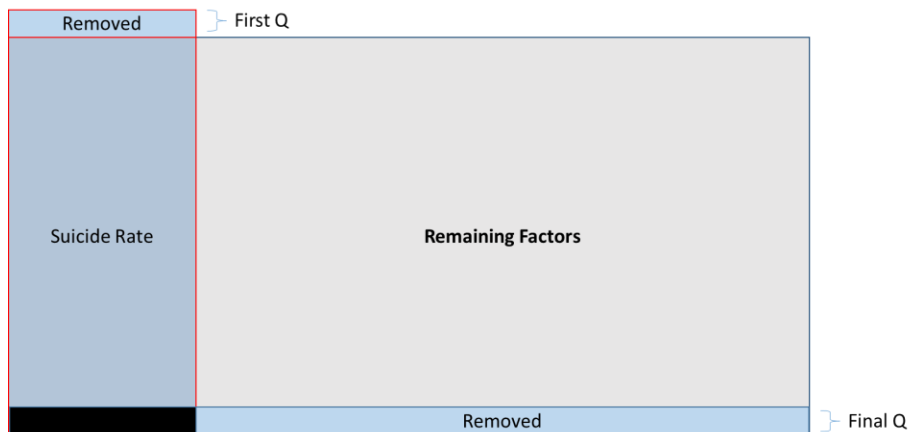 Removed
First Q
Suicide Rate
Remaining Factors
Removed
Final Q